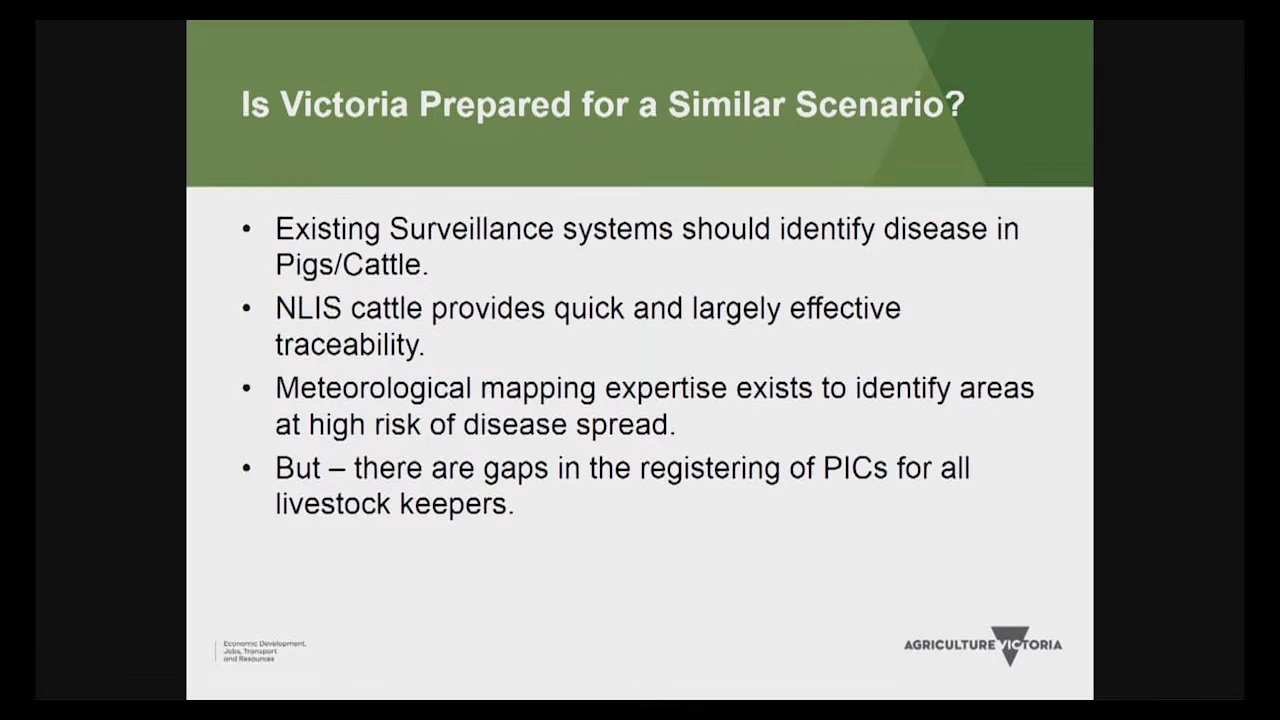 Is Victoria Prepared for a Similar Scenario?
• Existing Surveillance systems should identify disease in
Pigs/Cattle.
• NLIS cattle provides quick and largely effective
traceability.
• Meteorological mapping expertise exists to identify areas
at high risk of disease spread.
• But – there are gaps in the registering of PICs for all
livestock keepers.
Economic Development,
Jobs, Transport
and Resources
AGRICULTURE VICTORIA